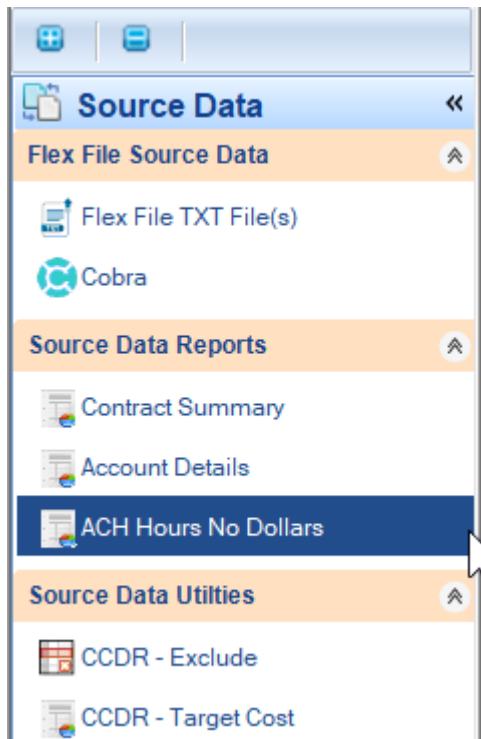 Source Data
Flex File Source Data
Flex File TXT File(s)
Cobra
Source Data Reports
Contract Summary
Account Details
ACH Hours No Dollars
Source Data Utilties
CCDR - Exclude
CCDR - Target Cost